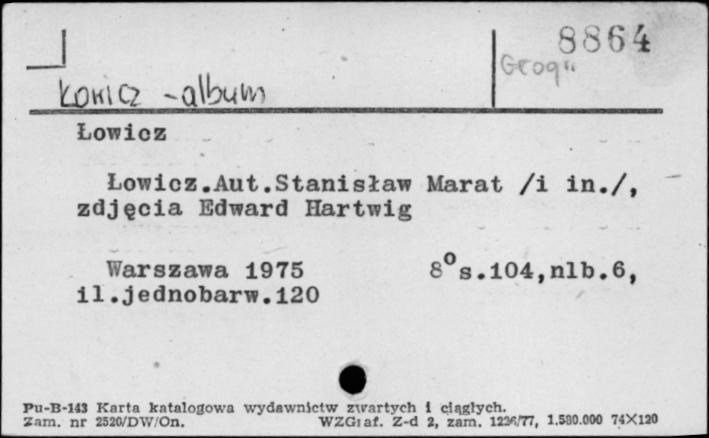 8864
Geog"
Łowicz - album
Łowicz
Łowicz.Aut.Stanisław Marat /i in./,
zdjęcia Edward Hartwig
Warszawa 1975 8°s.104,nlb.6,
il.jednobarw.120
Pu-B-143 Karta katalogowa wydawnictw zwartych i ciągłych.
Zam. nr 2520/DW/On. WZGraf. Z-d 2, zam. 1226/77, 1.580.000 74X120